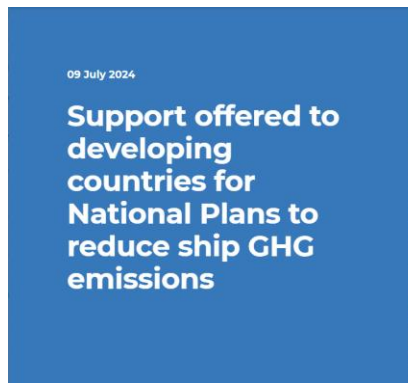 09 July 2024
Support offered to
developing
countries for
National Plans to
reduce ship GHG
emissions